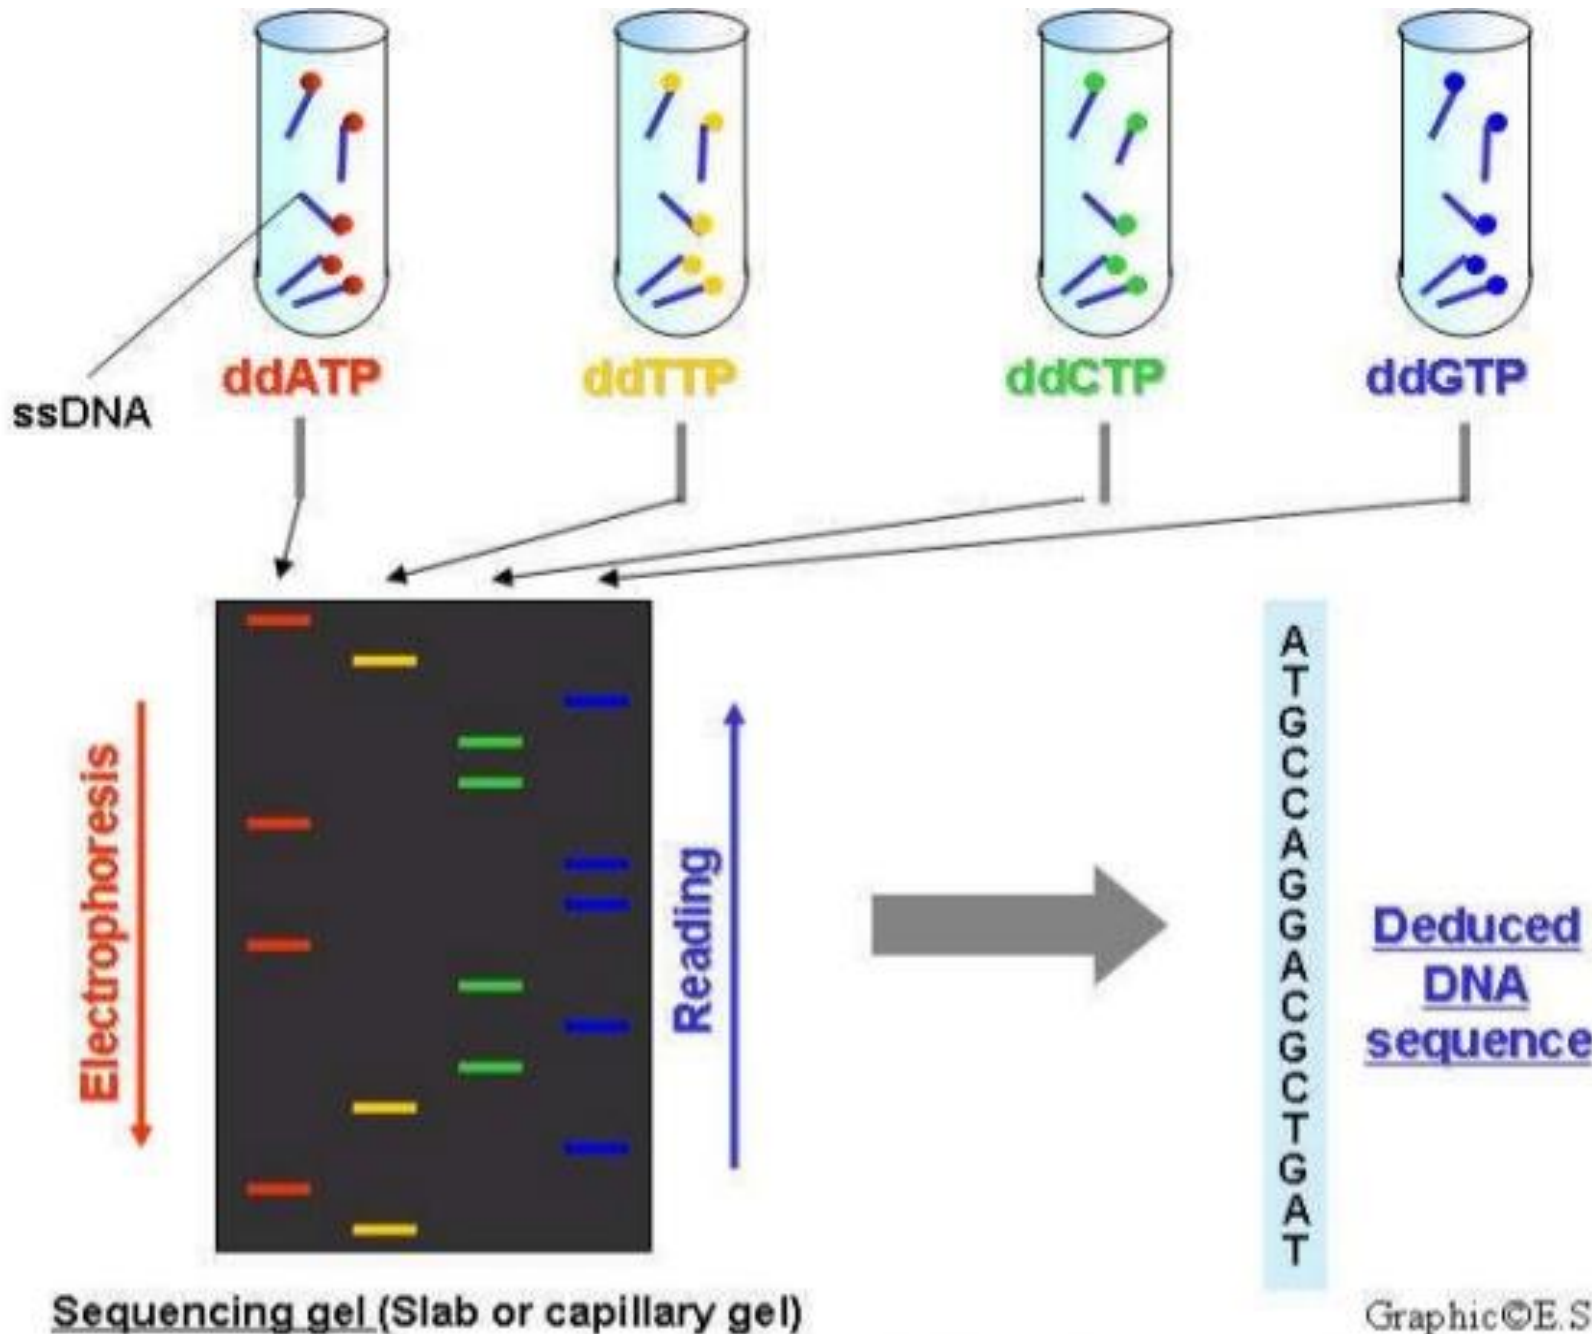 ddATP
ddTTP
ddCTP
ddGTP
ssDNA
Electrophoresis
Reading
A
T
G
C
C
A
G
G
A
C
G
C
T
G
A
T
Deduced
DNA
sequence
Sequencing gel (Slab or capillary gel)
Graphic©E.S